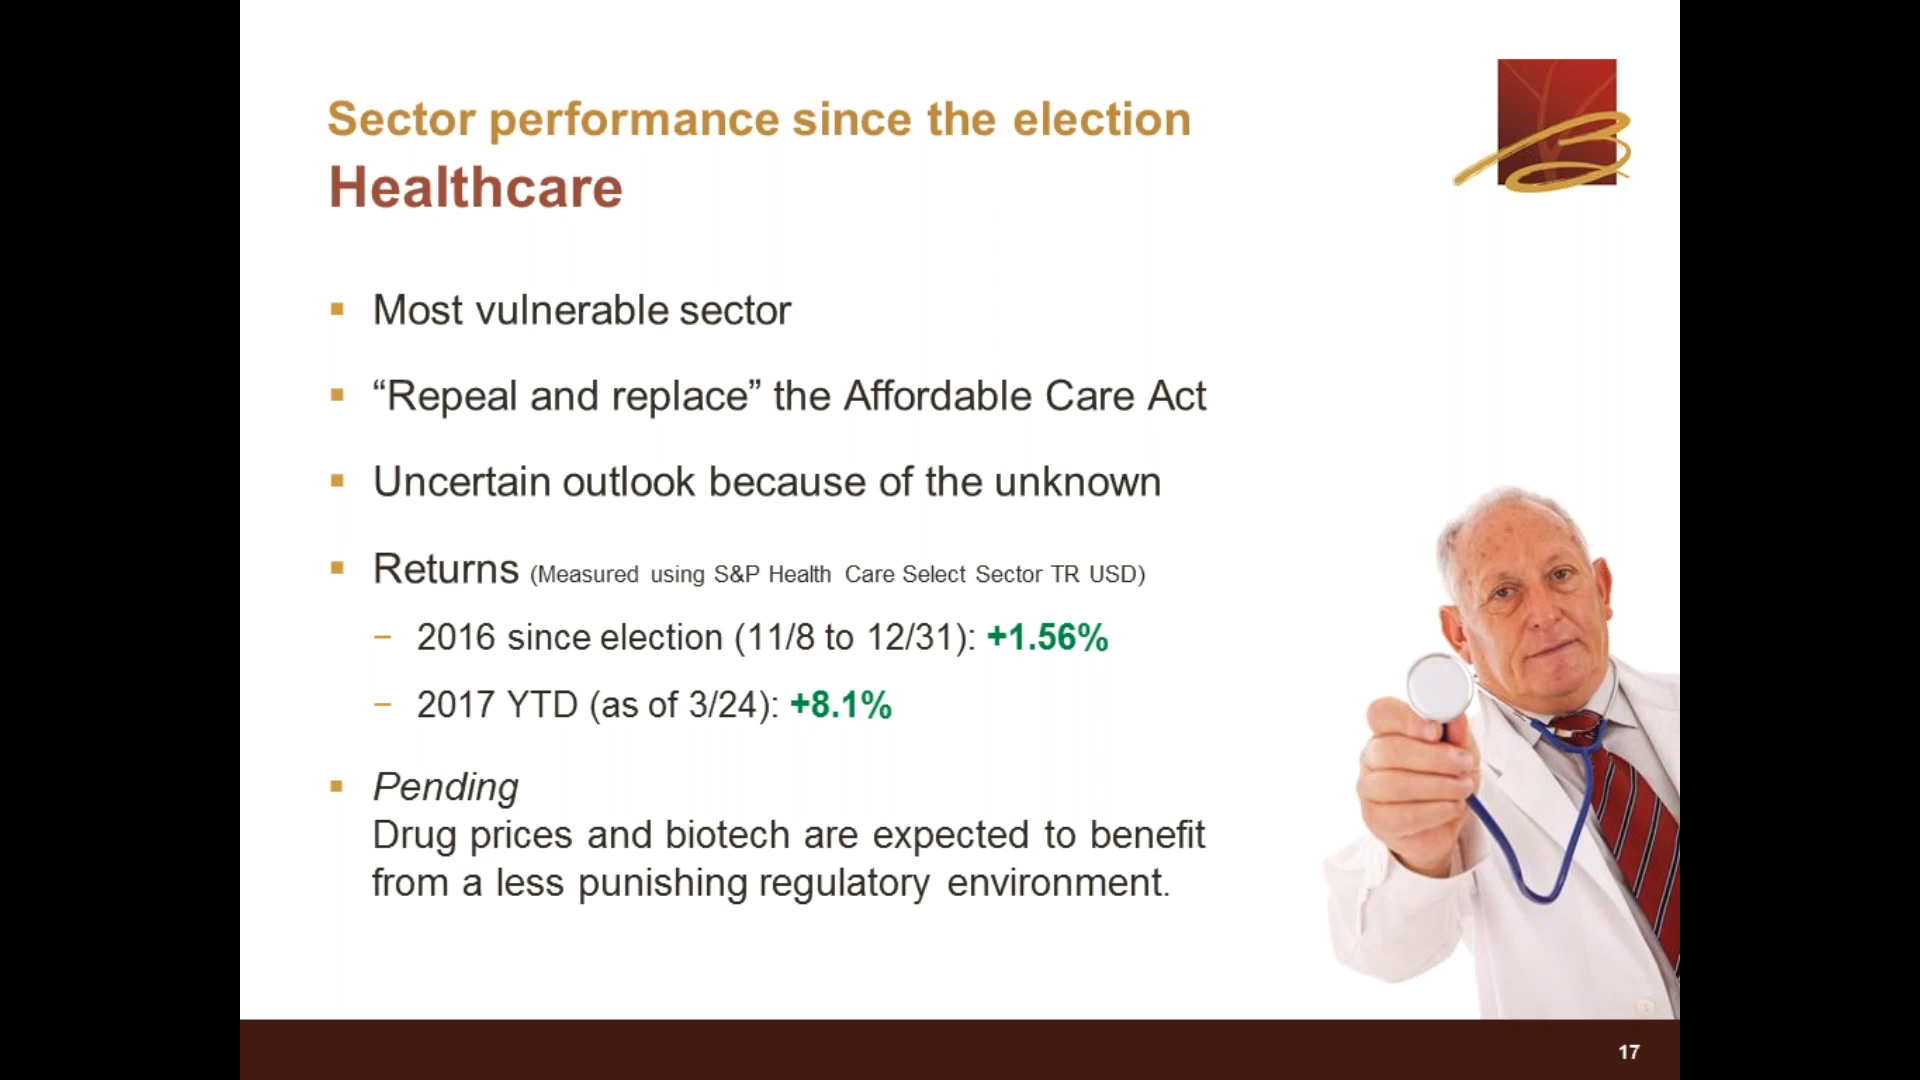 Sector performance since the election
Healthcare
Most vulnerable sector
“Repeal and replace” the Affordable Care Act
Uncertain outlook because of the unknown
Returns (Measured using S&P Health Care Select Sector TR USD)
– 2016 since election (11/8 to 12/31): +1.56%
– 2017 YTD (as of 3/24): +8.1%
Pending
Drug prices and biotech are expected to benefit
from a less punishing regulatory environment.
17